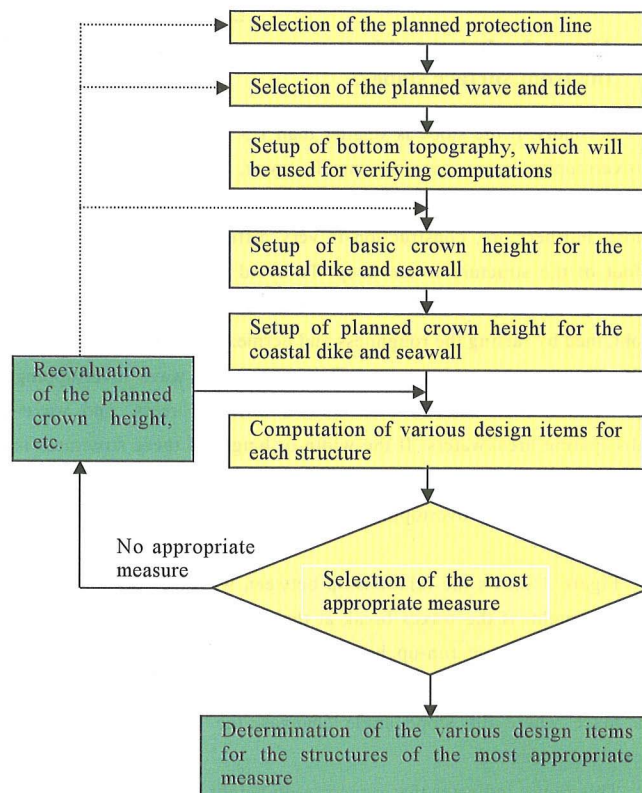 Selection of the planned protection line
Selection of the planned wave and tide
Setup of bottom topography, which will
be used for verifying computations
Setup of basic crown height for the
coastal dike and seawall
Setup of planned crown height for the
coastal dike and seawall
Reevaluation
of the planned
crown height,
etc.
Computation of various design items for
each structure
No appropriate
measure
Selection of the most
appropriate measure
Determination of the various design items
for the structures of the most appropriate
measure